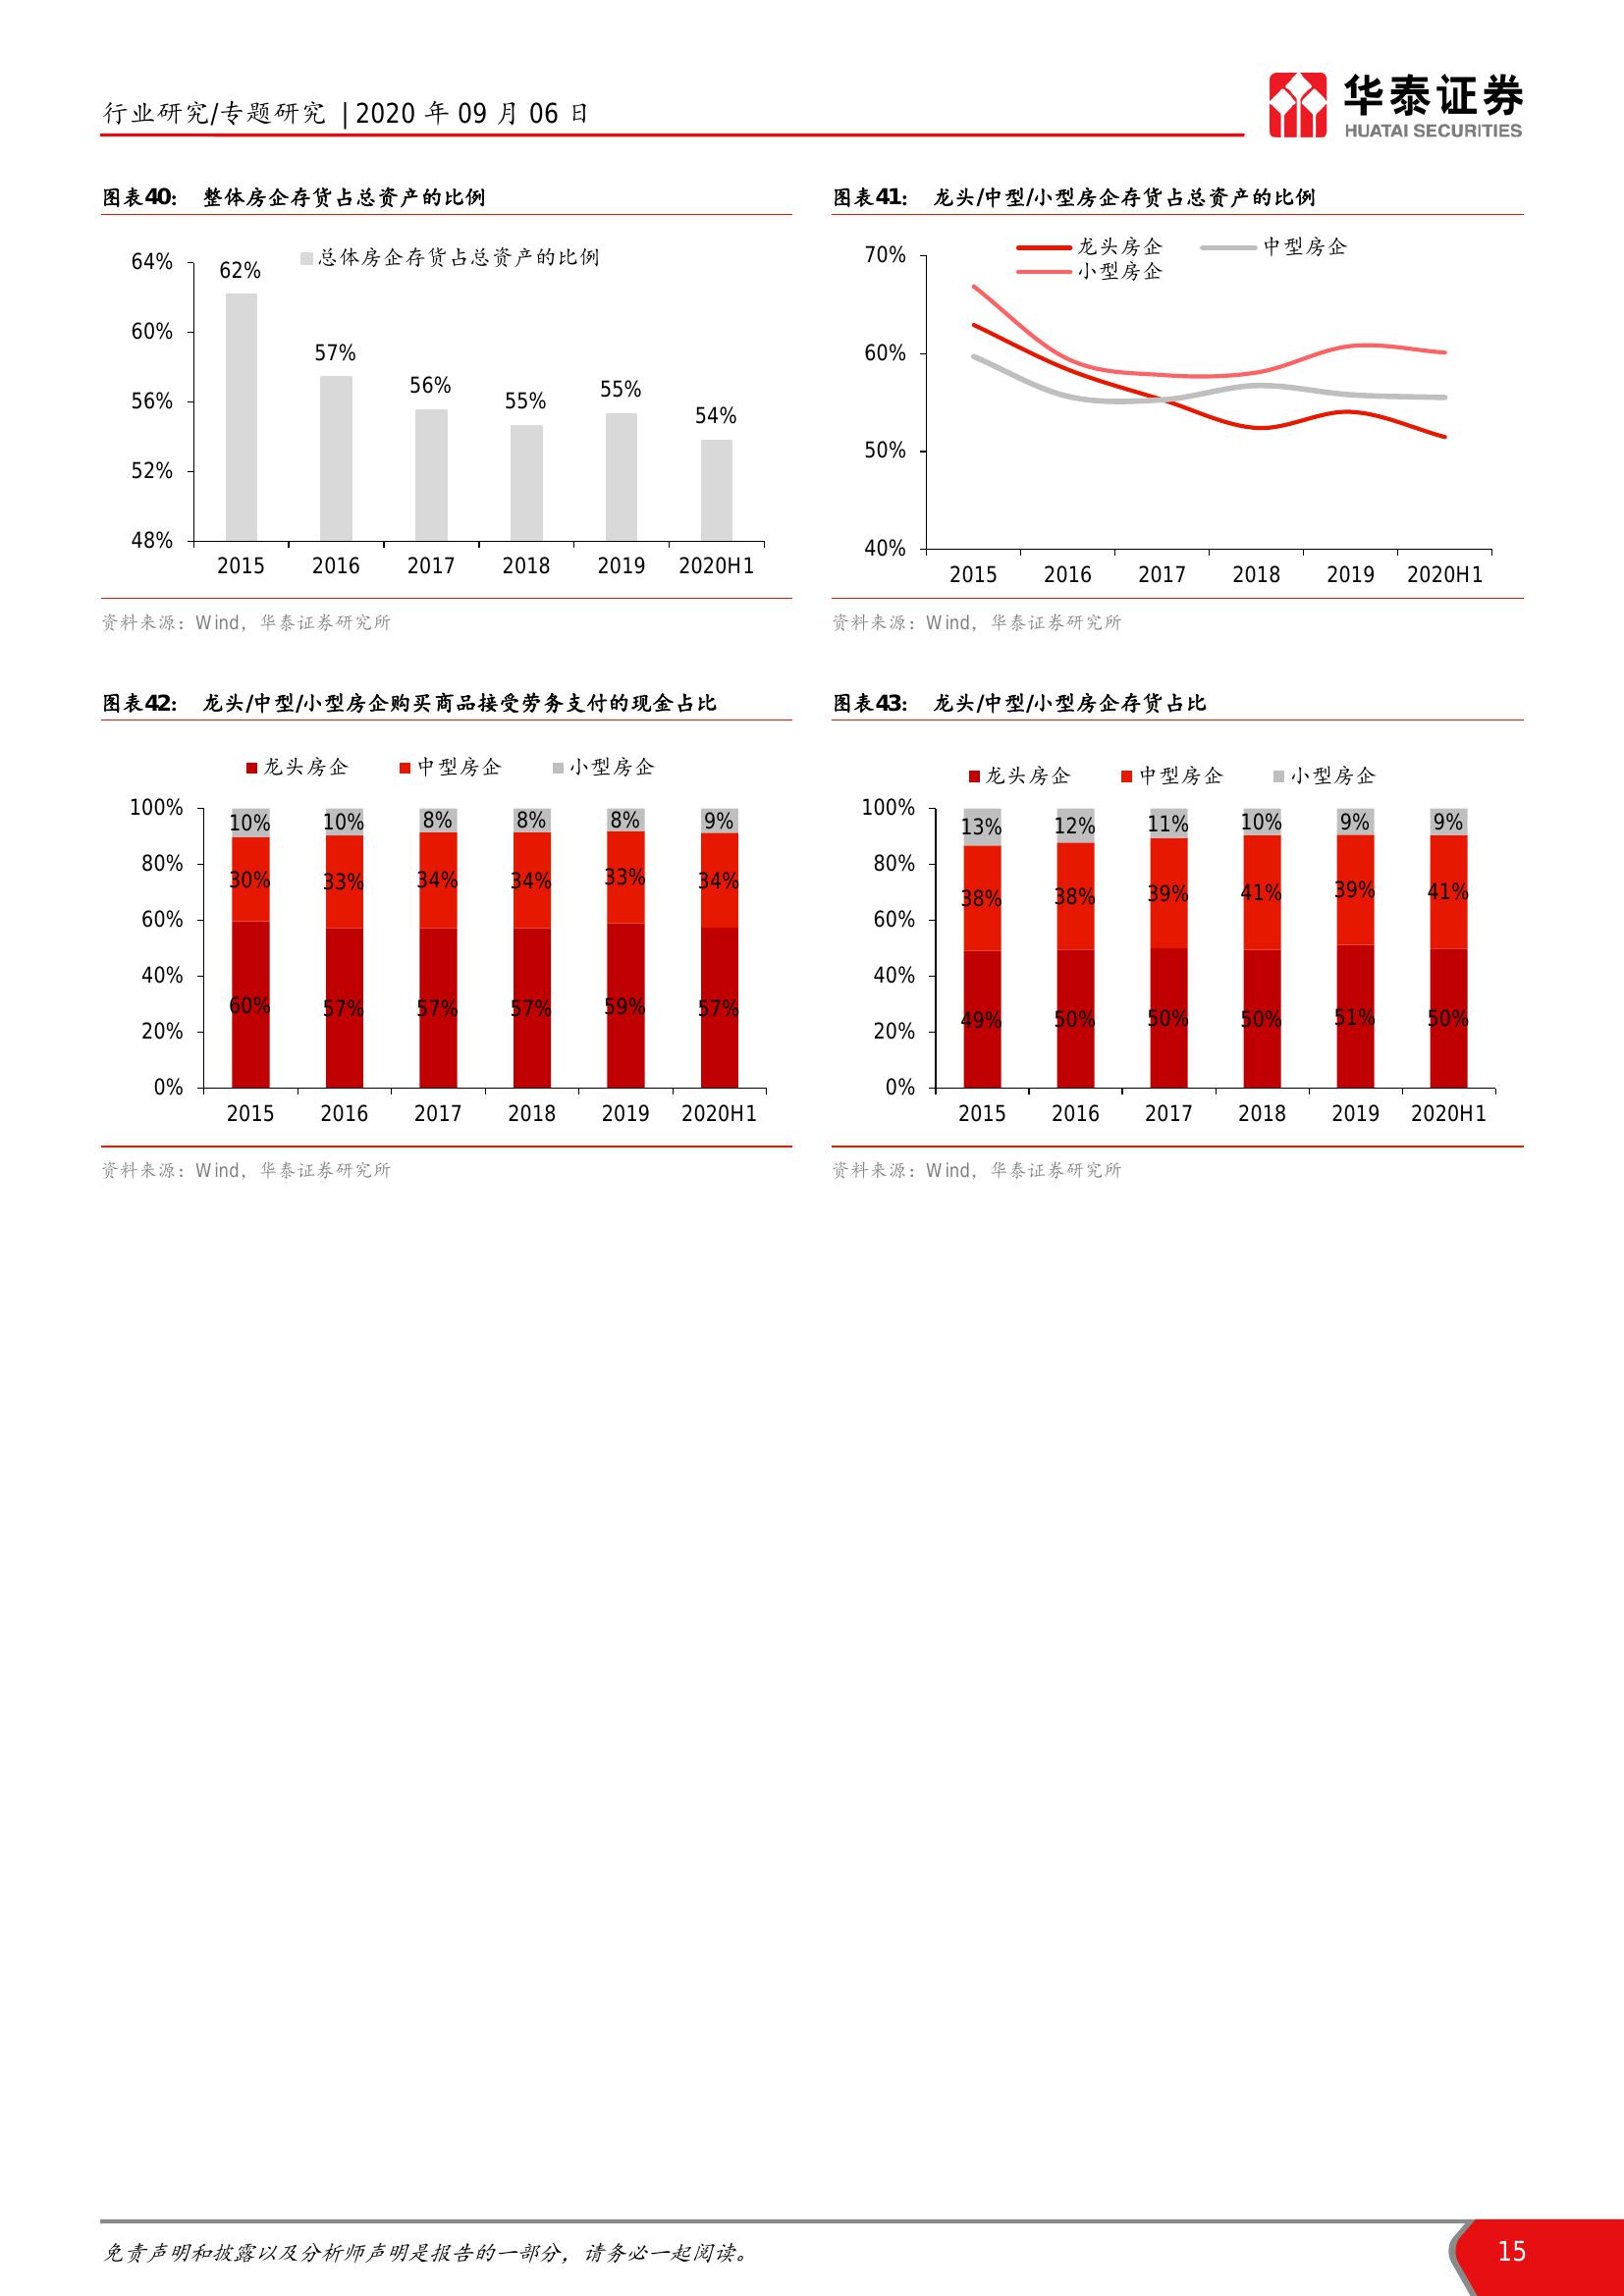 行业研究/专题研究 | 2020 年 09 月 06 日
华泰证券
HUATAI SECURITIES
图表40： 整体房企存货占总资产的比例
总体房企存货占总资产的比例
64%
60%
56%
52%
48%
62%
57%
56%
55%
55%
54%
2015 2016 2017 2018 2019 2020H1
资料来源：Wind，华泰证券研究所
图表41： 龙头/中型/小型房企存货占总资产的比例
龙头房企 中型房企
小型房企
70%
60%
50%
40%
2015 2016 2017 2018 2019 2020H1
资料来源：Wind，华泰证券研究所
图表42： 龙头/中型/小型房企购买商品接受劳务支付的现金占比
龙头房企 中型房企 小型房企
100%
80%
60%
40%
20%
0%
10% 10% 8% 8% 8% 9%
30% 33% 34% 34% 33% 34%
60% 57% 57% 57% 59% 57%
2015 2016 2017 2018 2019 2020H1
资料来源：Wind，华泰证券研究所
图表43： 龙头/中型/小型房企存货占比
龙头房企 中型房企 小型房企
100%
80%
60%
40%
20%
0%
13% 12% 11% 10% 9% 9%
38% 38% 39% 41% 39% 41%
49% 50% 50% 50% 51% 50%
2015 2016 2017 2018 2019 2020H1
资料来源：Wind，华泰证券研究所
免责声明和披露以及分析师声明是报告的一部分，请务必一起阅读。
15